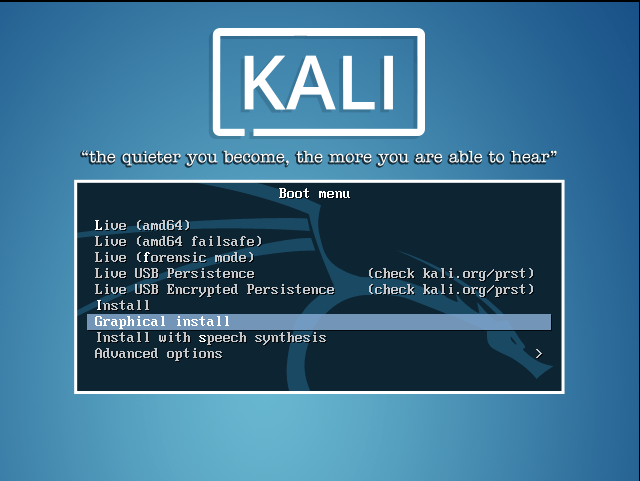 KALI
“the quieter you become, the more you are able to hear”
Boot menu
Live (amd64)
Live (amd64 failsafe)
Live (forensic mode)
Live USB Persistence (check kali.org/prst)
Live USB Encrypted Persistence (check kali.org/prst)
Install
Graphical install
Install with speech synthesis
Advanced options >